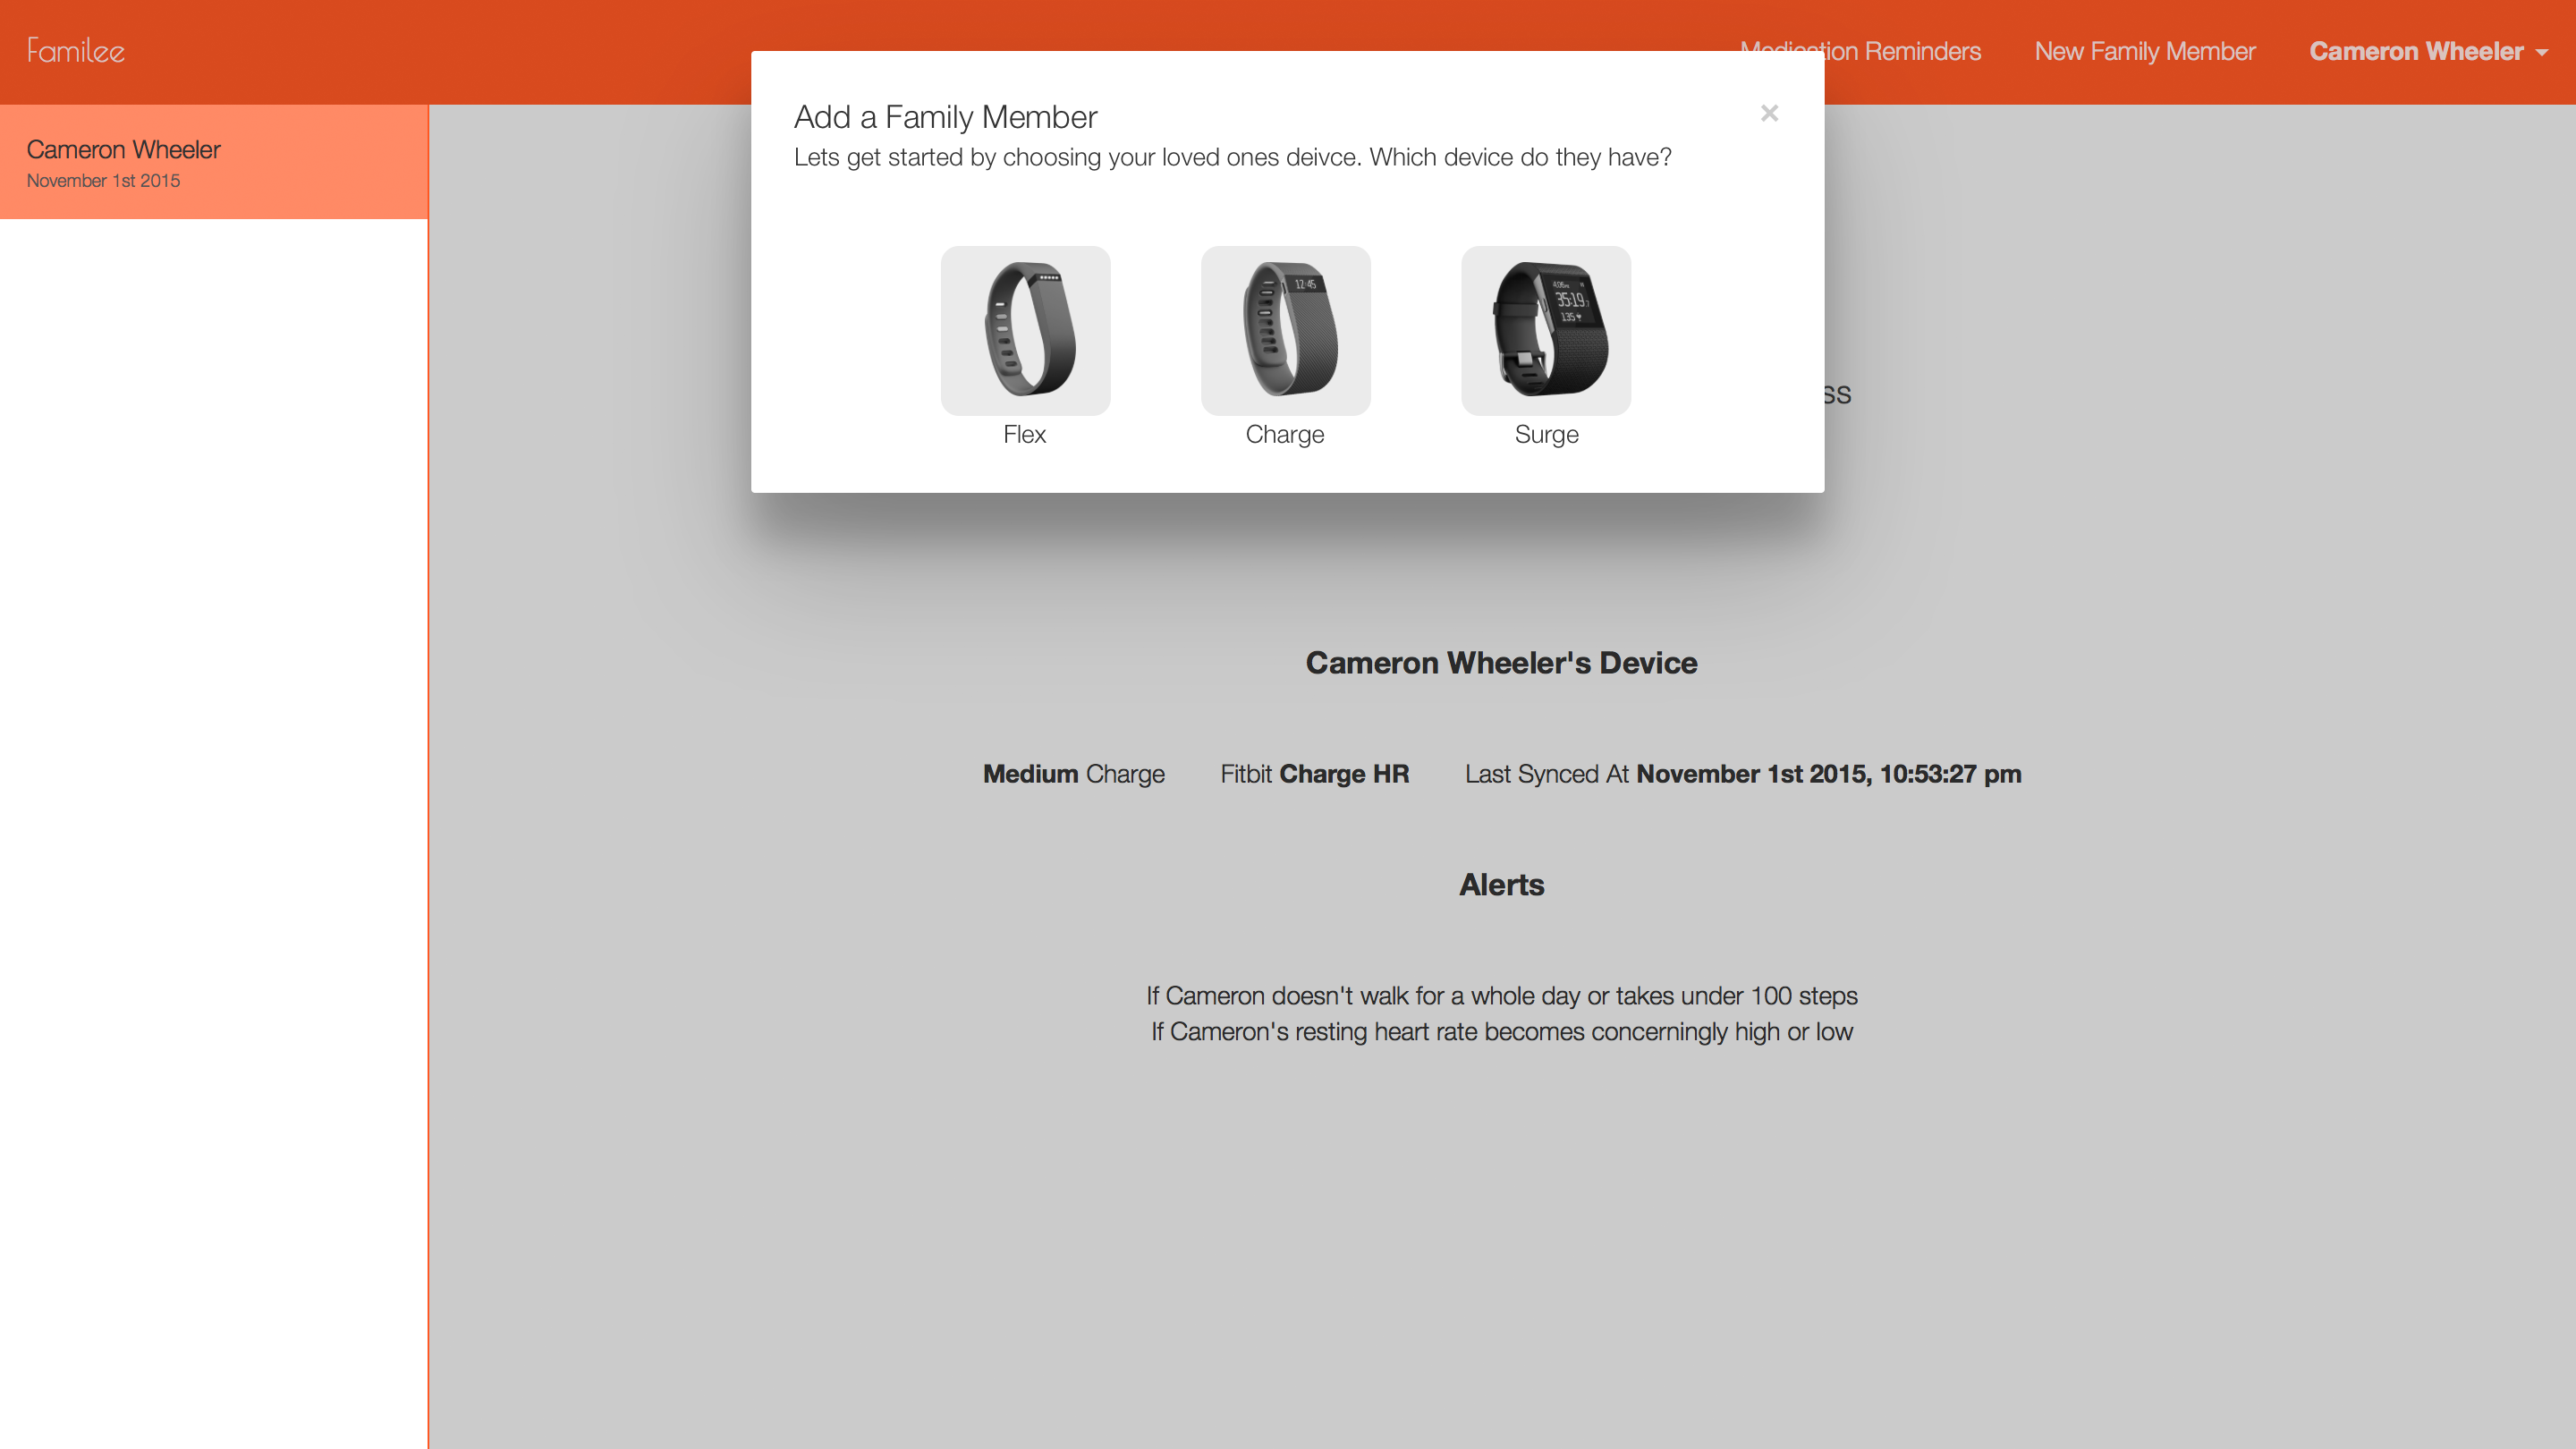 Familee
Medication Reminders
New Family Member
Cameron Wheeler
Cameron Wheeler
November 1st 2015
Add a Family Member
×
Lets get started by choosing your loved ones deivce. Which device do they have?
12:45
35:19
135
Flex
Charge
Surge
ss
Cameron Wheeler's Device
Medium Charge
Fitbit Charge HR
Last Synced At November 1st 2015, 10:53:27 pm
Alerts
If Cameron doesn't walk for a whole day or takes under 100 steps
If Cameron's resting heart rate becomes concerningly high or low